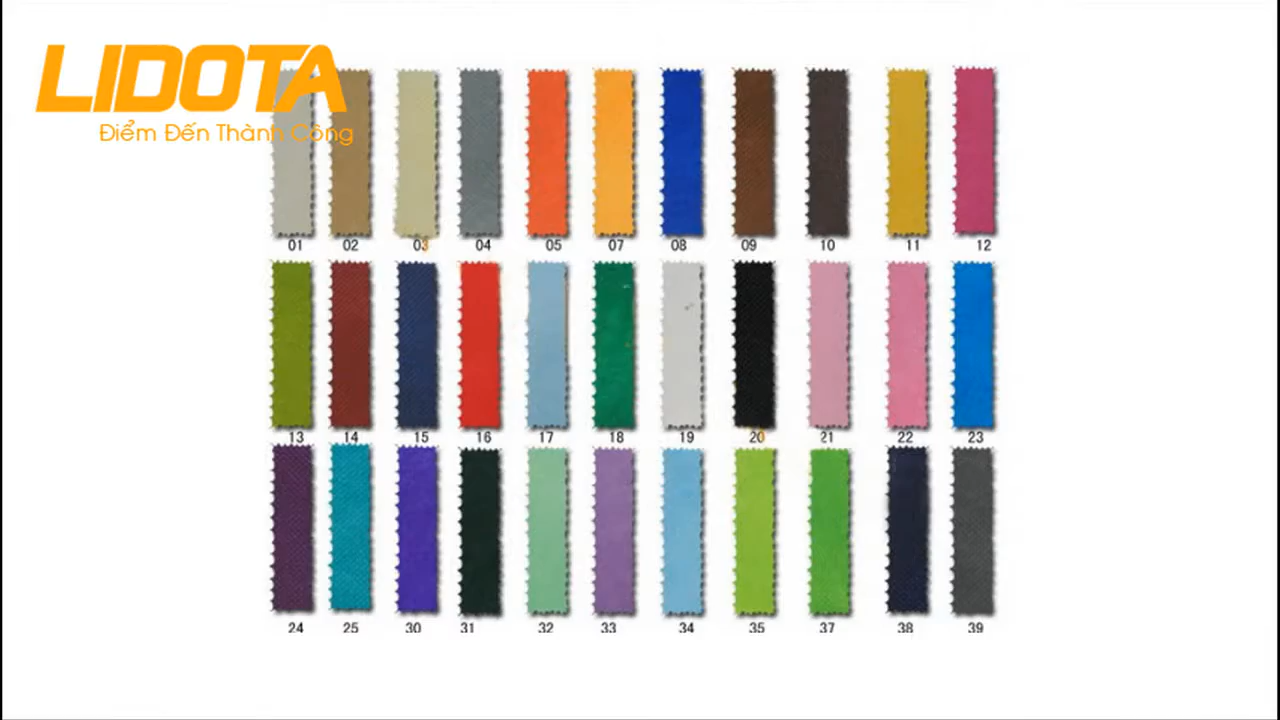 LIDOTA
Điểm Đến Thành Công
01 02 03 04 05 07 08 09 10 11 12
13 14 15 16 17 18 19 20 21 22 23
24 25 30 31 32 33 34 35 37 38 39